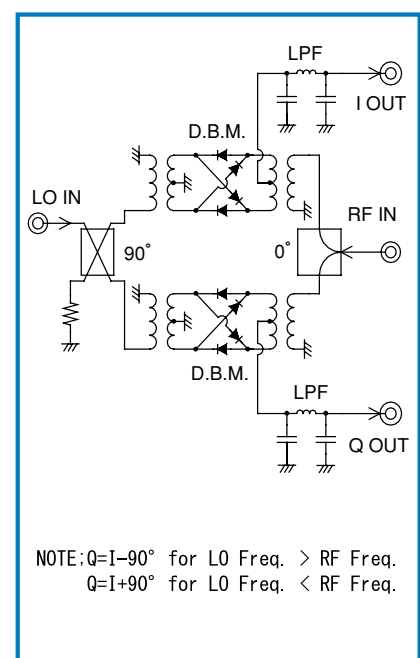 LPF
I OUT
D.B.M.
LO IN
RF IN
90°
0°
D.B.M.
LPF
Q OUT
NOTE;Q=I-90° for LO Freq. > RF Freq.
Q=I+90° for LO Freq. < RF Freq.